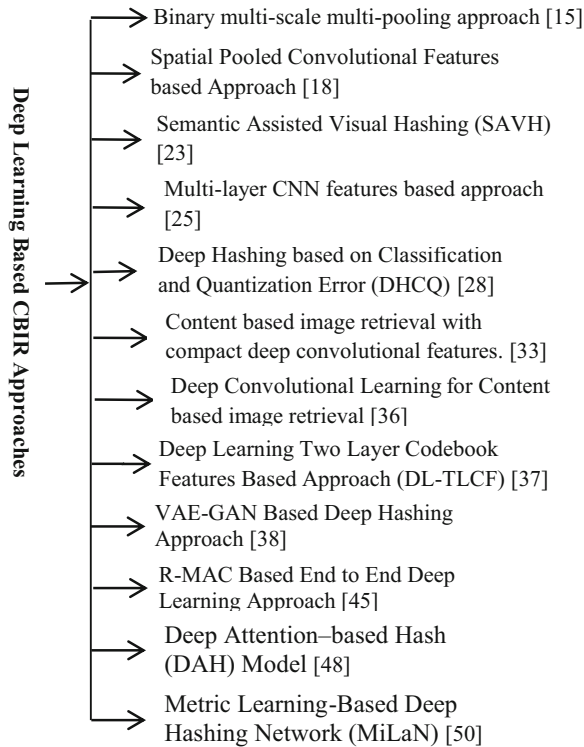 Deep Learning Based CBIR Approaches
Binary multi-scale multi-pooling approach [15]
Spatial Pooled Convolutional Features
based Approach [18]
Semantic Assisted Visual Hashing (SAVH)
[23]
Multi-layer CNN features based approach
[25]
Deep Hashing based on Classification
and Quantization Error (DHCQ) [28]
Content based image retrieval with
compact deep convolutional features. [33]
Deep Convolutional Learning for Content
based image retrieval [36]
Deep Learning Two Layer Codebook
Features Based Approach (DL-TLCF) [37]
VAE-GAN Based Deep Hashing
Approach [38]
R-MAC Based End to End Deep
Learning Approach [45]
Deep Attention–based Hash
(DAH) Model [48]
Metric Learning-Based Deep
Hashing Network (MiLaN) [50]